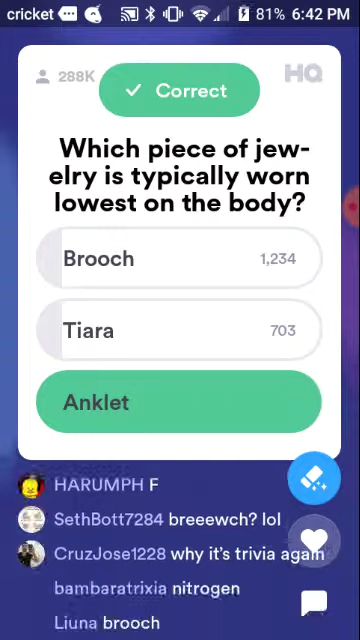 cricket 81% 6:42 PM
288K Correct HQ
Which piece of jew-
elry is typically worn
lowest on the body?
Brooch 1,234
Tiara 703
Anklet
HARUMPH F
SethBott7284 breeewch? lol
CruzJose1228 why it's trivia again
bambaratrixia nitrogen
Liuna brooch